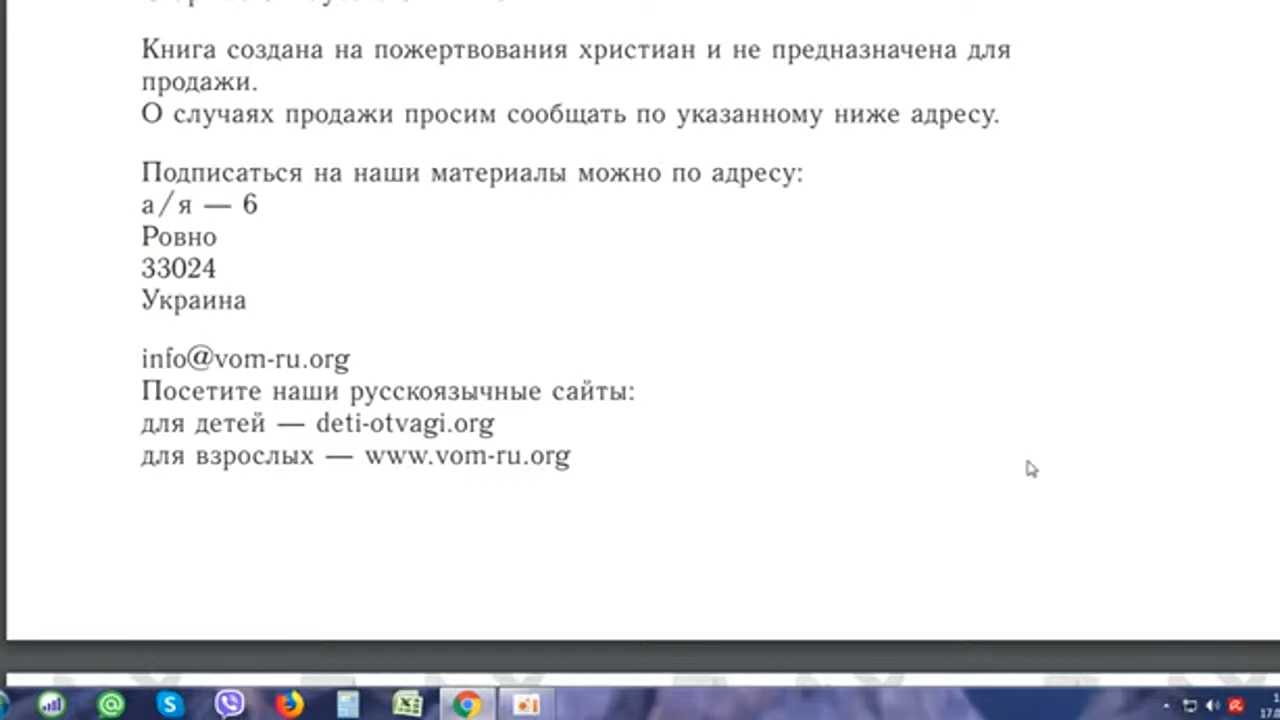 Книга создана на пожертвования христиан и не предназначена для
продажи.
О случаях продажи просим сообщать по указанному ниже адресу.
Подписаться на наши материалы можно по адресу:
а/я — 6
Ровно
33024
Украина
info@vom-ru.org
Посетите наши русскоязычные сайты:
для детей — deti-otvagi.org
для взрослых — www.vom-ru.org